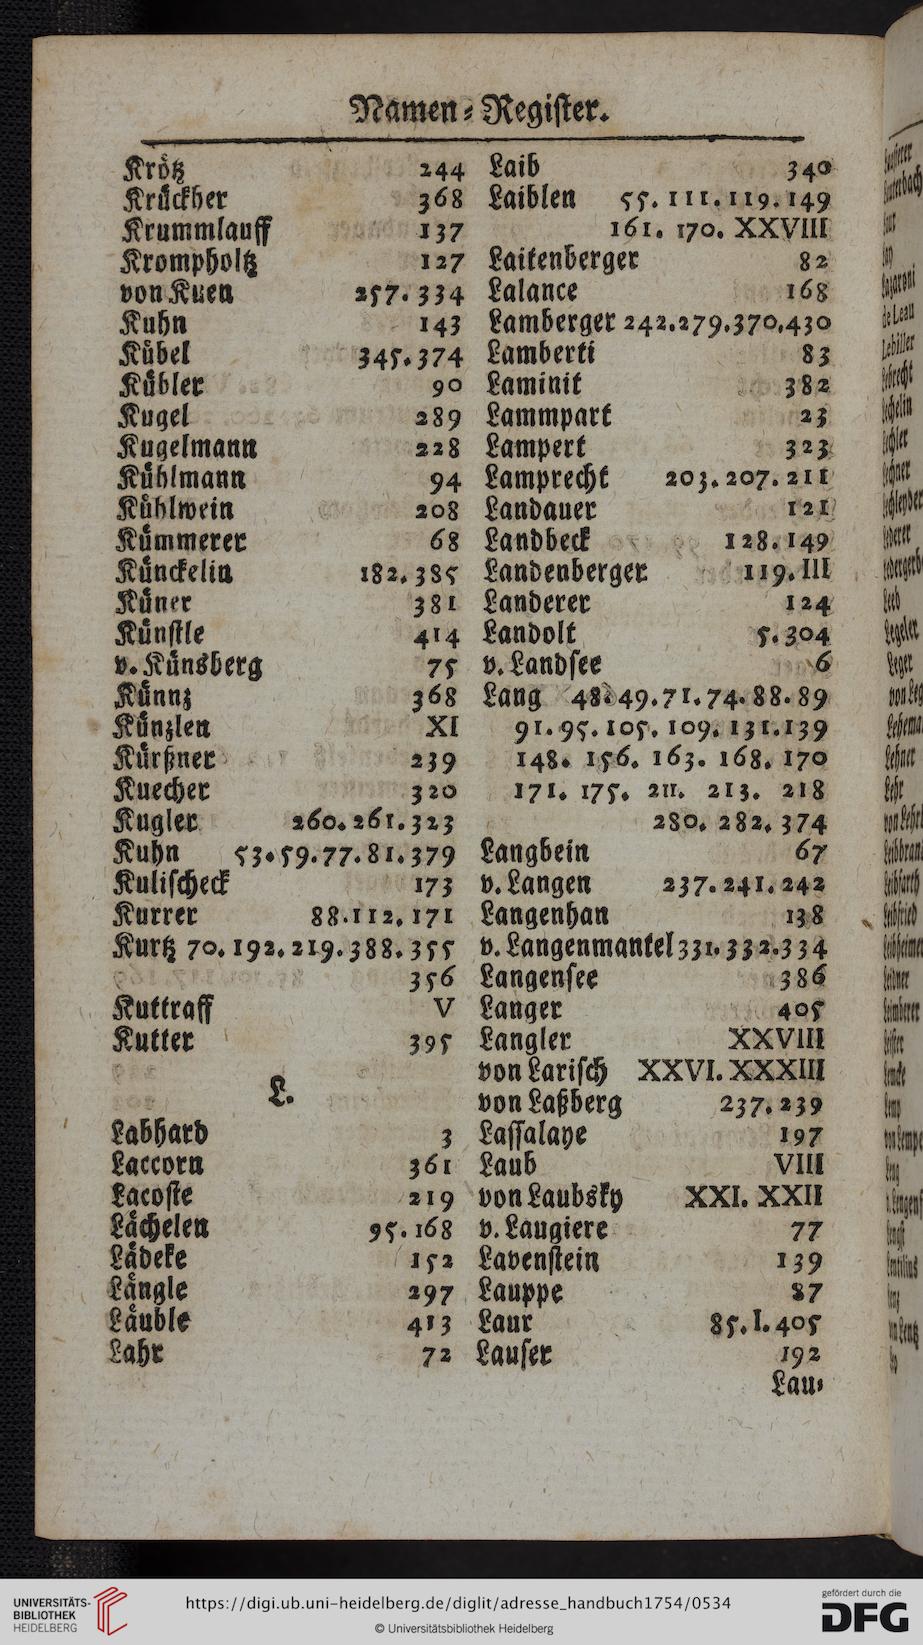 Namen-Regiſter.
Krötz 244
Krückher 368
Krummlauff 137
Krompholtz 127
von Kuen 257. 334
Kuhn 143
Kübel 345. 374
Kübler 90
Kugel 289
Kugelmann 228
Kühlmann 94
Kühlwein 208
Kümmerer 68
Künckelin 182. 385
Küner 381
Künſtle 414
v. Künsberg 75
Künnz 368
Künzlen XI
Kürßner 239
Kuecher 320
Kugler 260. 261. 323
Kuhn 53. 59. 77. 81. 379
Kuliſcheck 173
Kurrer 88. 112. 171
Kurtz 70. 192. 219. 388. 355
356
Kuttraff V
Kutter 395
L.
Labhard 3
Laccorn 361
Lacoſte 219
Lächelen 95. 168
Lädeke 152
Längle 297
Läuble 413
Lahr 72
Laib 340
Laiblen 55. 111. 119. 149
161. 170. XXVIII
Laitenberger 82
Lalance 168
Lamberger 242. 279. 370. 430
Lamberti 83
Laminit 382
Lammpart 23
Lampert 323
Lamprecht 203. 207. 211
Landauer 121
Landbeck 128. 149
Landenberger 119. III
Landerer 124
Landolt 5. 304
v. Landſee 6
Lang 48. 49. 71. 74. 88. 89
91. 95. 105. 109. 131. 139
148. 156. 163. 168. 170
171. 175. 211. 213. 218
280. 282. 374
Langbein 67
v. Langen 237. 241. 242
Langenhan 138
v. Langenmantel 331. 332. 334
Langenſee 386
Langer 405
Langler XXVIII
von Lariſch XXVI. XXXIII
von Laßberg 237. 239
Laſſalaye 197
Laub VIII
von Laubsky XXI. XXII
v. Laugiere 77
Lavenſtein 139
Lauppe 87
Laur 85. I. 405
Lauſer 192
Lau-
UNIVERSITÄTS-
BIBLIOTHEK
HEIDELBERG
https://digi.ub.uni-heidelberg.de/diglit/adresse_handbuch1754/0534
© Universitätsbibliothek Heidelberg
gefördert durch die
DFG